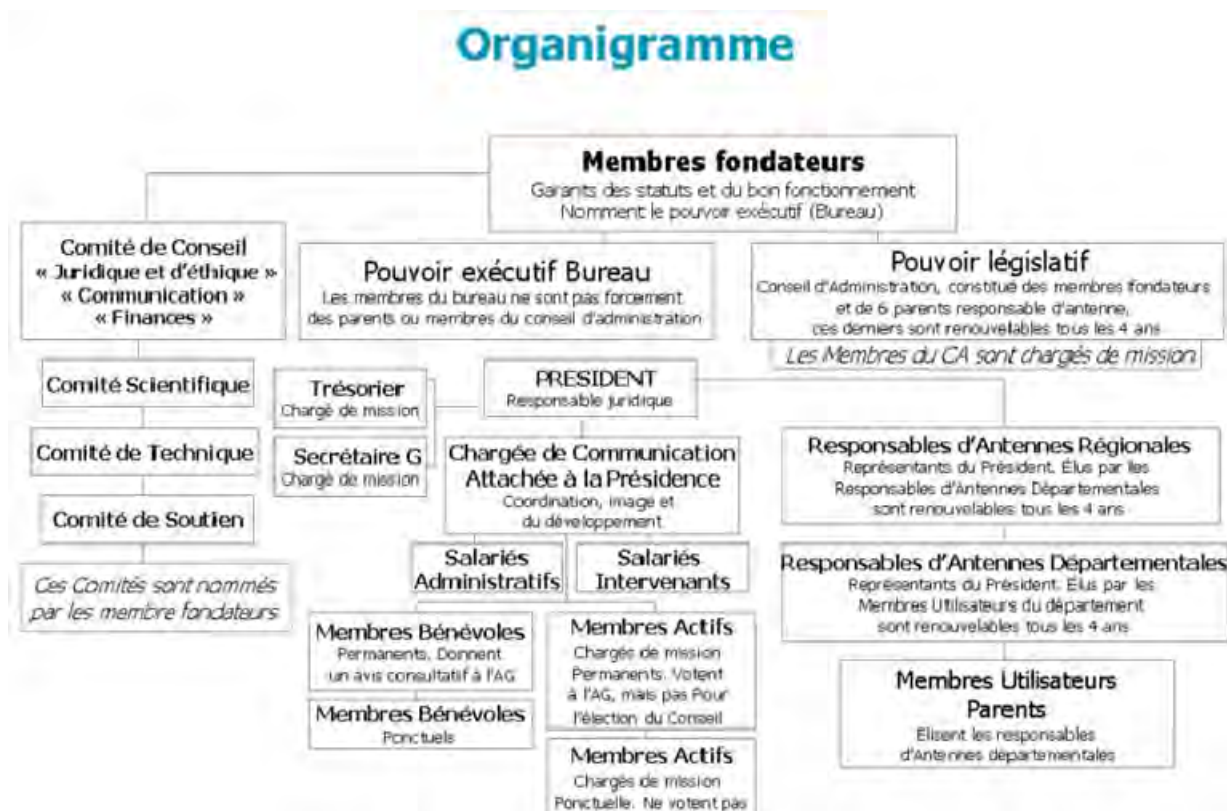 Organigramme
Membres fondateurs
Garants des statuts et du bon fonctionnement
Nomment le pouvoir exécutif (Bureau)
Comité de Conseil
« Juridique et d'éthique »
« Communication »
« Finances »
Pouvoir exécutif Bureau
Les membres du bureau ne sont pas forcement
des parents ou membres du conseil d'administration
Pouvoir législatif
Conseil d'Administration, constitué des membres fondateurs
et de 6 parents responsable d'antenne,
ces derniers sont renouvelables tous les 4 ans
Les Membres du CA sont chargés de mission
Comité Scientifique
Comité de Technique
Comité de Soutien
Ces Comités sont nommés
par les membre fondateurs
Trésorier
Chargé de mission
Secrétaire G
Chargé de mission
PRESIDENT
Responsable juridique
Chargée de Communication
Attachée à la Présidence
Coordination, image et
du développement
Salariés
Administratifs
Salariés
Intervenants
Membres Bénévoles
Permanents. Donnent
un avis consultatif à l'AG
Membres Bénévoles
Ponctuels
Membres Actifs
Chargés de mission
Permanents. Votent
à l'AG, mais pas Pour
l'élection du Conseil
Membres Actifs
Chargés de mission
Ponctuelle. Ne votent pas
Responsables d'Antennes Régionales
Représentants du Président. Élus par les
Responsables d'Antennes Départementales
sont renouvelables tous les 4 ans
Responsables d'Antennes Départementales
Représentants du Président. Élus par les
Membres Utilisateurs du département
sont renouvelables tous les 4 ans
Membres Utilisateurs
Parents
Elisent les responsables
d'Antennes départementales